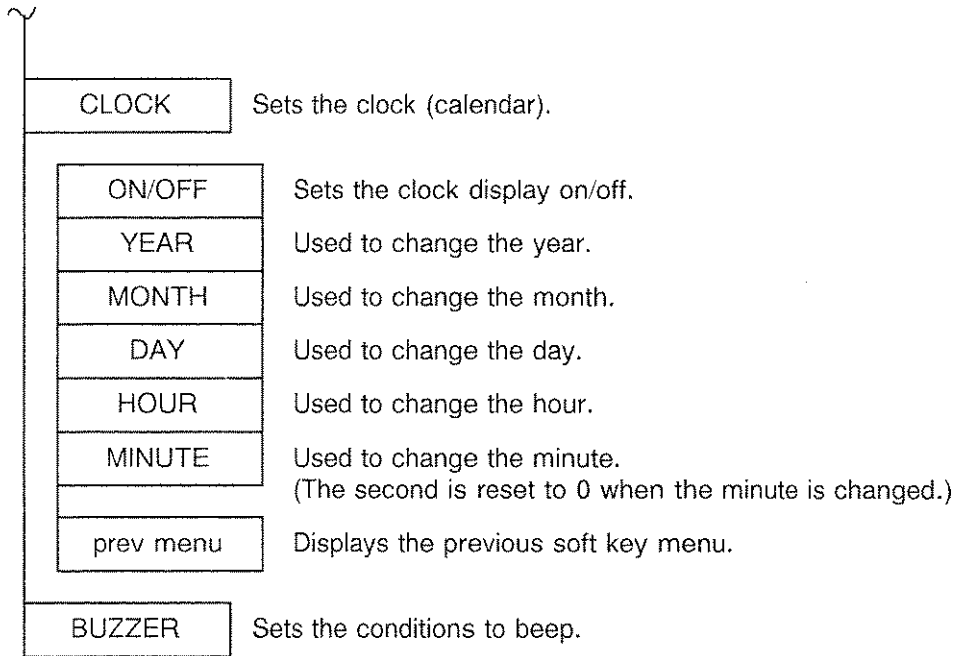 CLOCK Sets the clock (calendar).
ON/OFF Sets the clock display on/off.
YEAR Used to change the year.
MONTH Used to change the month.
DAY Used to change the day.
HOUR Used to change the hour.
MINUTE Used to change the minute.
(The second is reset to 0 when the minute is changed.)
prev menu Displays the previous soft key menu.
BUZZER Sets the conditions to beep.